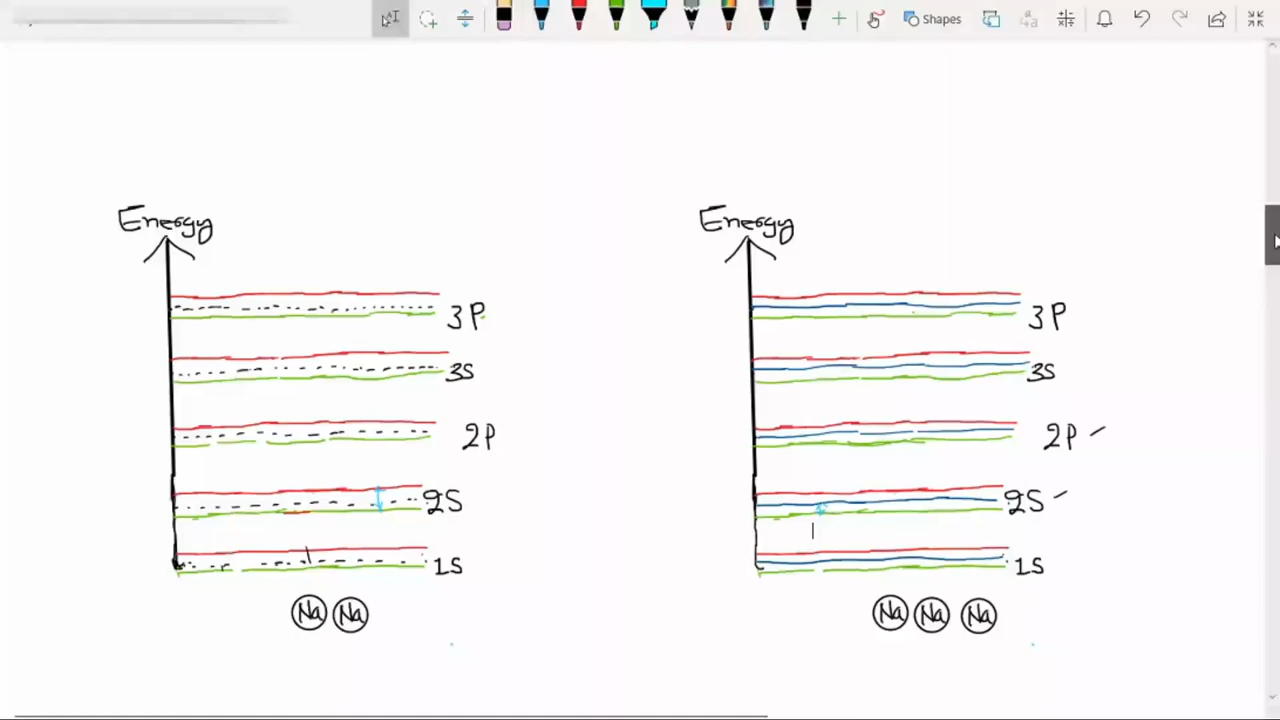 Shapes
Energy
3P
3S
2P
2S
1S
Na Na
Energy
3P
3S
2P
2S
1S
Na Na Na